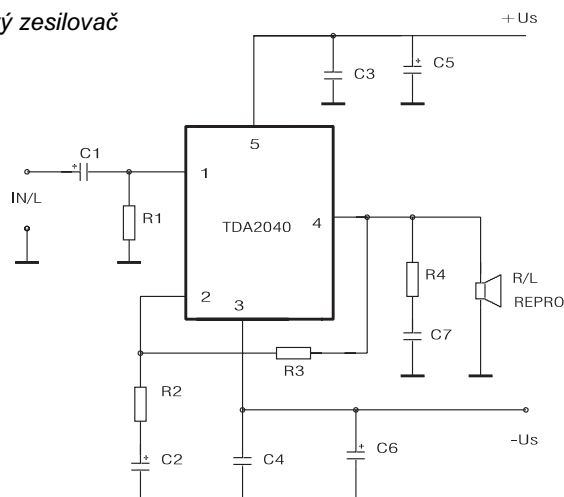 ý zesilovač
+Us
C3
C5
5
C1
1
IN/L
R1
TDA2040
4
R4
R/L
REPRO
2
3
C7
R3
R2
-Us
C2
C4
C6